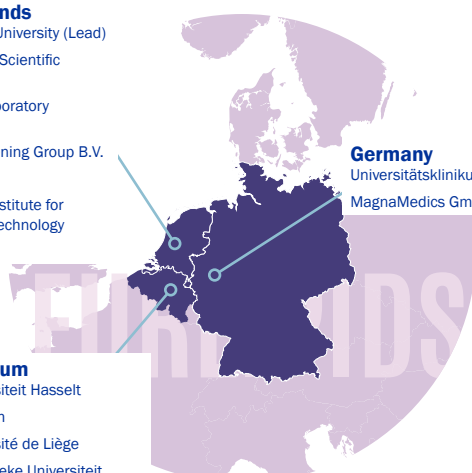 nds
University (Lead)
Scientific
oratory
ning Group B.V.
stitute for
echnology
Germany
Universitätskliniku
MagnaMedics Gm
um
siteit Hasselt
n
sité de Liège
eke Universiteit